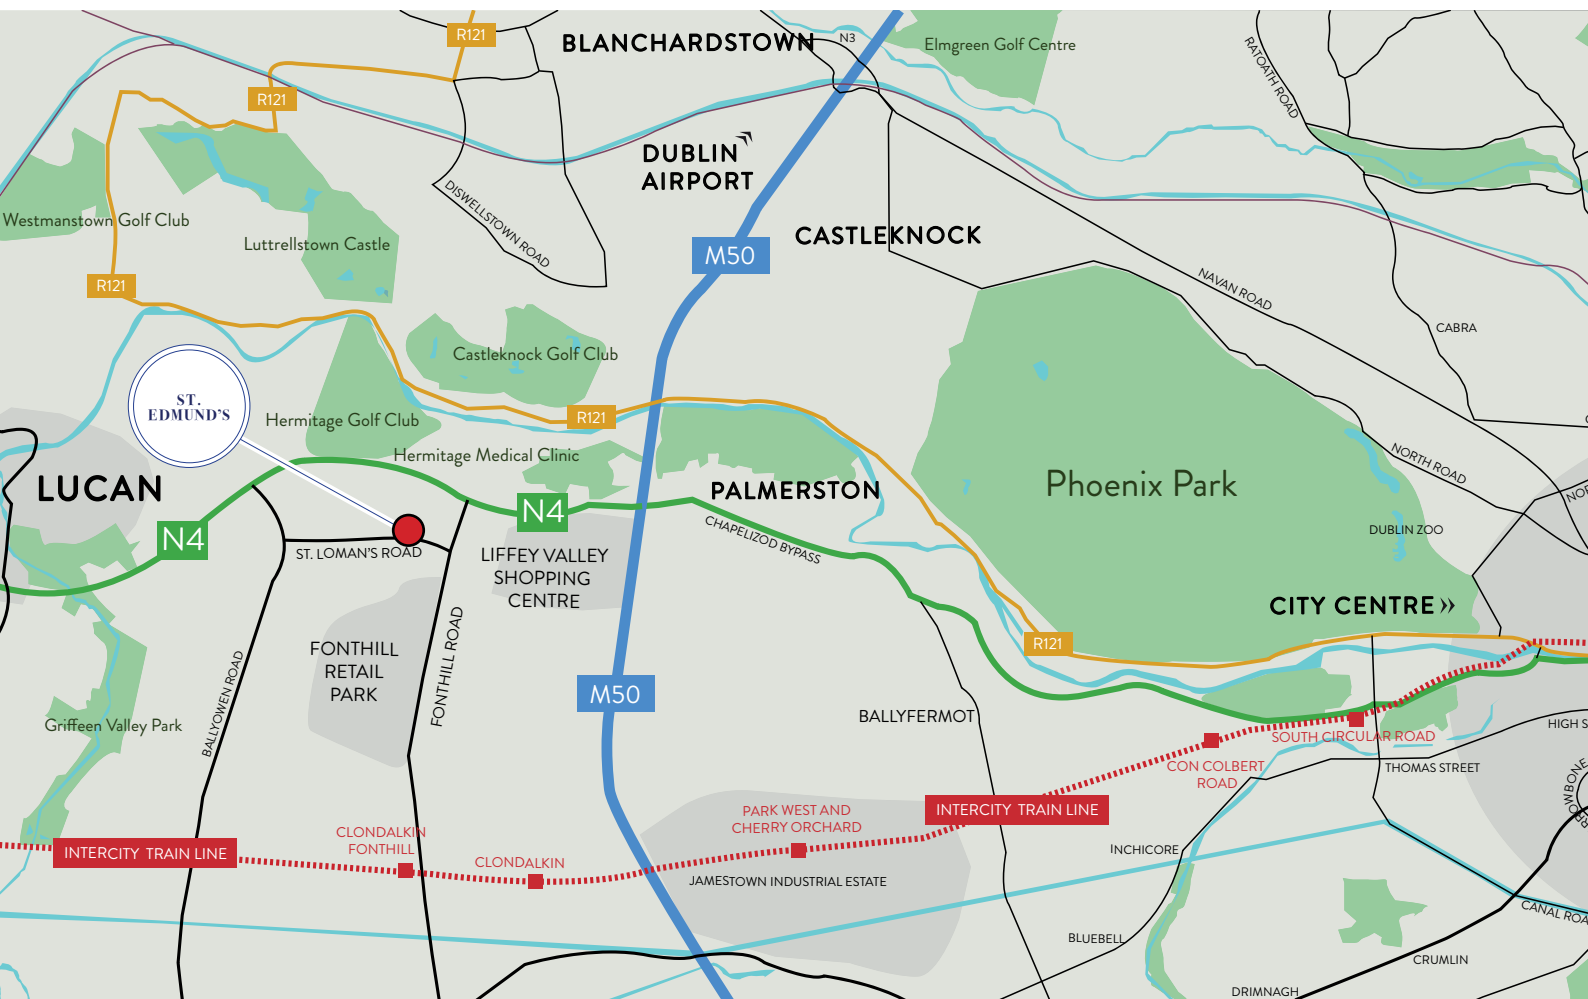 R121
BLANCHARDSTOWN
N3
Elmgreen Golf Centre
RATOATH ROAD
R121
DUBLIN
AIRPORT
DISWELLSTOWN ROAD
Westmanstown Golf Club
Luttrellstown Castle
CASTLEKNOCK
M50
R121
NAVAN ROAD
CABRA
Castleknock Golf Club
ST.
EDMUND'S
R121
Hermitage Golf Club
Hermitage Medical Clinic
NORTH ROAD
LUCAN
PALMERSTON
Phoenix Park
NOR
N4
N4
CHAPELIZOD BYPASS
DUBLIN ZOO
ST. LOMAN'S ROAD
LIFFEY VALLEY
SHOPPING
CENTRE
CITY CENTRE »
FONTHILL
RETAIL
PARK
FONTHILL ROAD
R121
BALLYOWEN ROAD
M50
Griffeen Valley Park
BALLYFERMOT
HIGH S
SOUTH CIRCULAR ROAD
CON COLBERT
ROAD
THOMAS STREET
INTERCITY TRAIN LINE
PARK WEST AND
CHERRY ORCHARD
CLONDALKIN
FONTHILL
INTERCITY TRAIN LINE
CLONDALKIN
INCHICORE
JAMESTOWN INDUSTRIAL ESTATE
CANAL ROA
BLUEBELL
CRUMLIN
DRIMNAGH